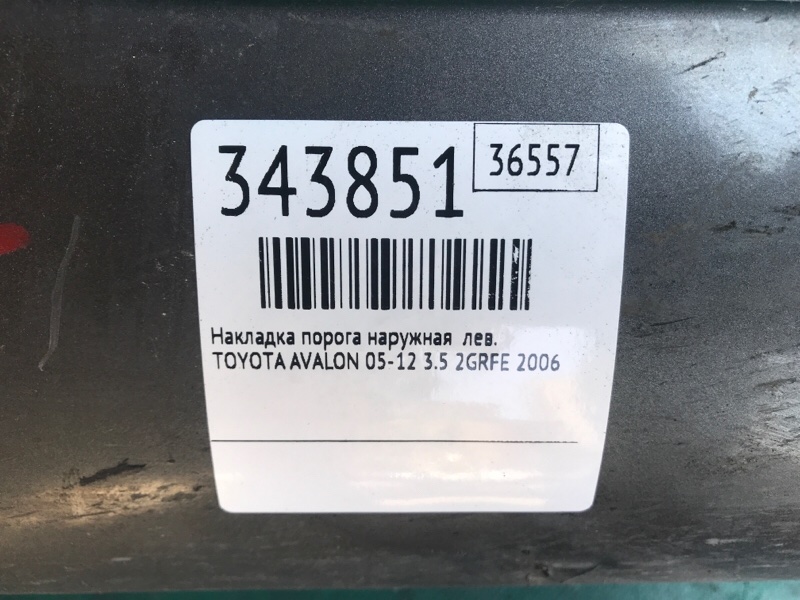 343851
36557
Накладка порога наружная лев.
TOYOTA AVALON 05-12 3.5 2GRFE 2006